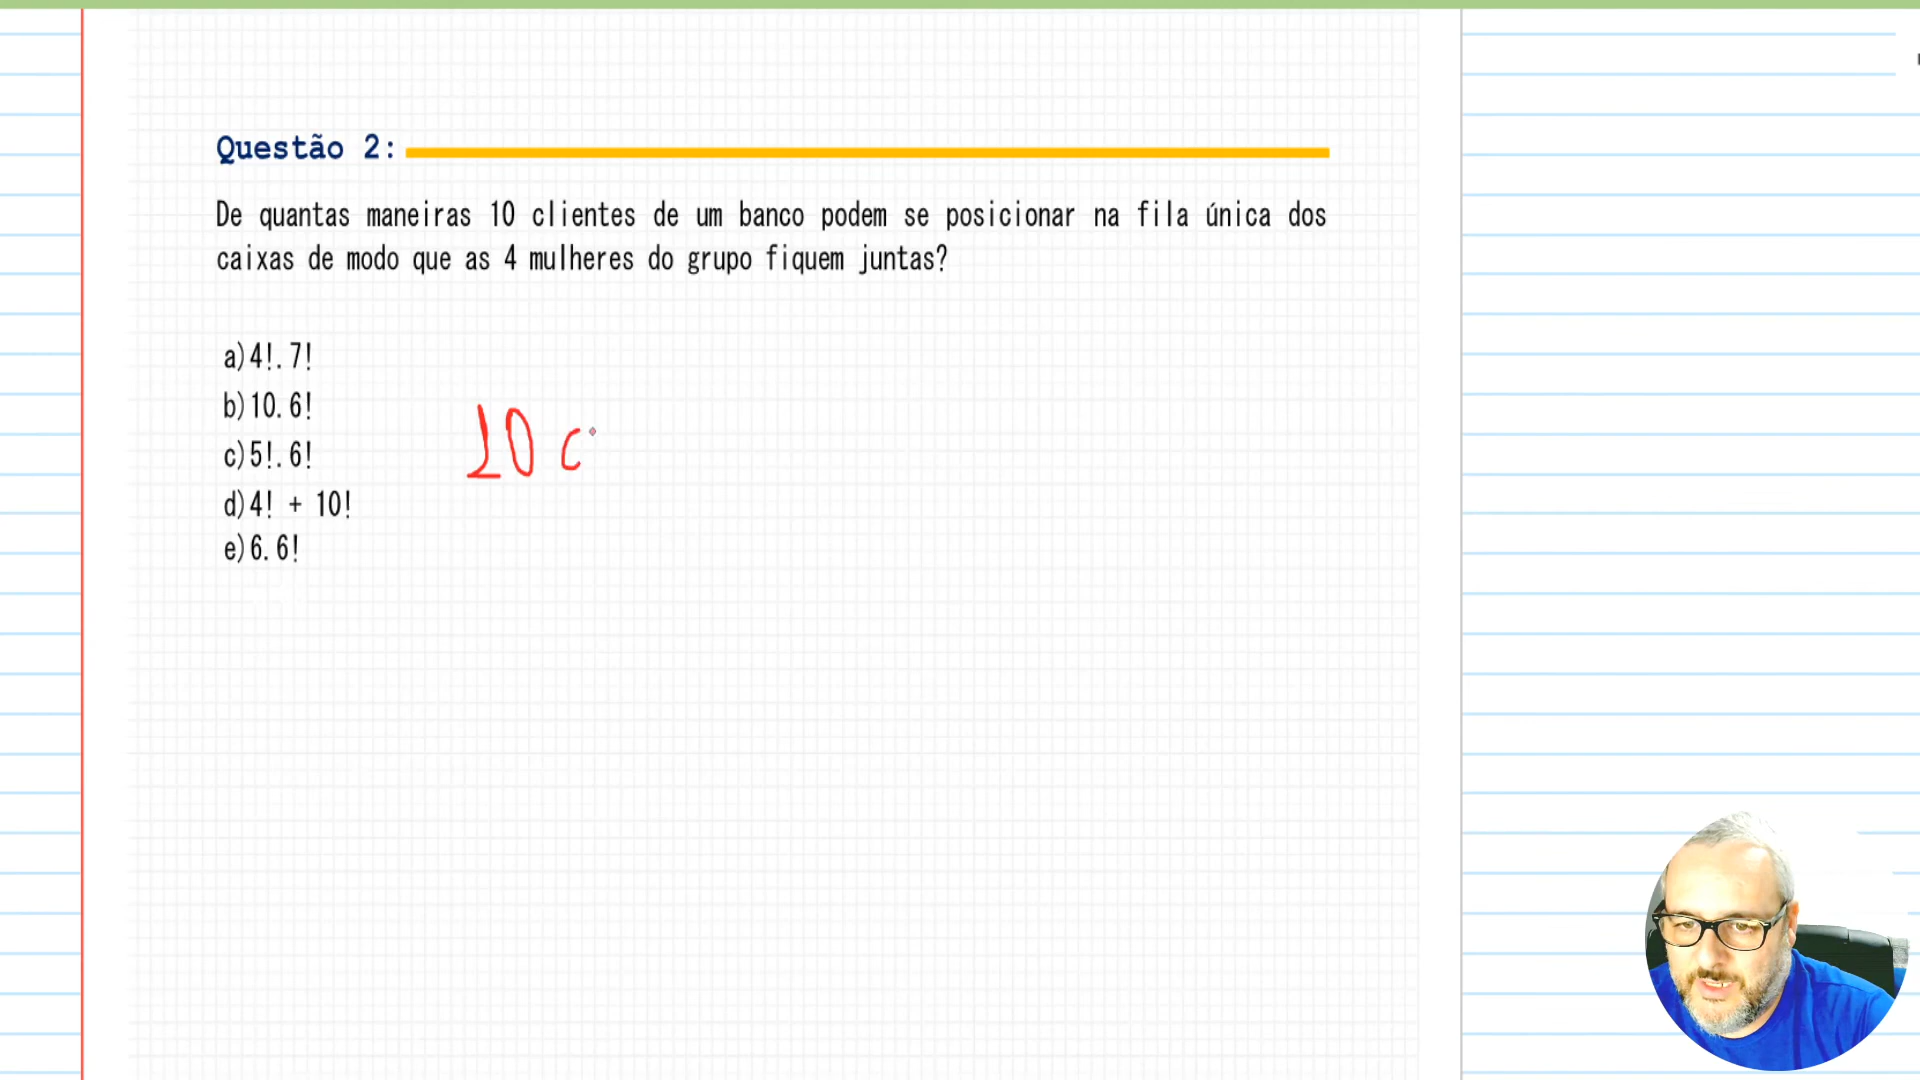 Questão 2:
De quantas maneiras 10 clientes de um banco podem se posicionar na fila única dos
caixas de modo que as 4 mulheres do grupo fiquem juntas?
a)4!.7!
b)10.6!
c)5!.6!
d)4! + 10!
e)6.6!
10 c